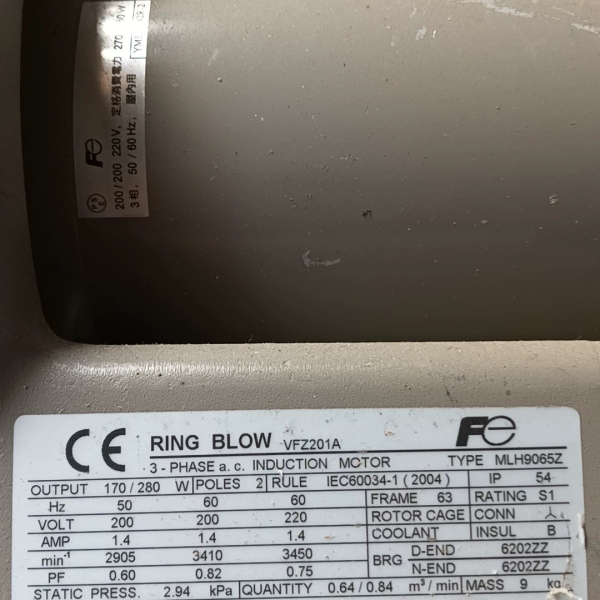 200/200 220V, 定格消費電力 270
3相, 50/60Hz, 屋内用
PS
E
Fe
CE RING BLOW VFZ201A Fe
3 - PHASE a. c. INDUCTION MOTOR TYPE MLH9065Z
OUTPUT 170 / 280 W POLES 2 RULE IEC60034-1 ( 2004 ) IP 54
Hz 50 60 60 FRAME 63 RATING S1
VOLT 200 200 220 ROTOR CAGE CONN
AMP 1.4 1.4 1.4 COOLANT INSUL B
min⁻¹ 2905 3410 3450 BRG D-END 6202ZZ
PF 0.60 0.82 0.75 N-END 6202ZZ
STATIC PRESS. 2.94 kPa QUANTITY 0.64 / 0.84 m³ / min MASS 9 kg